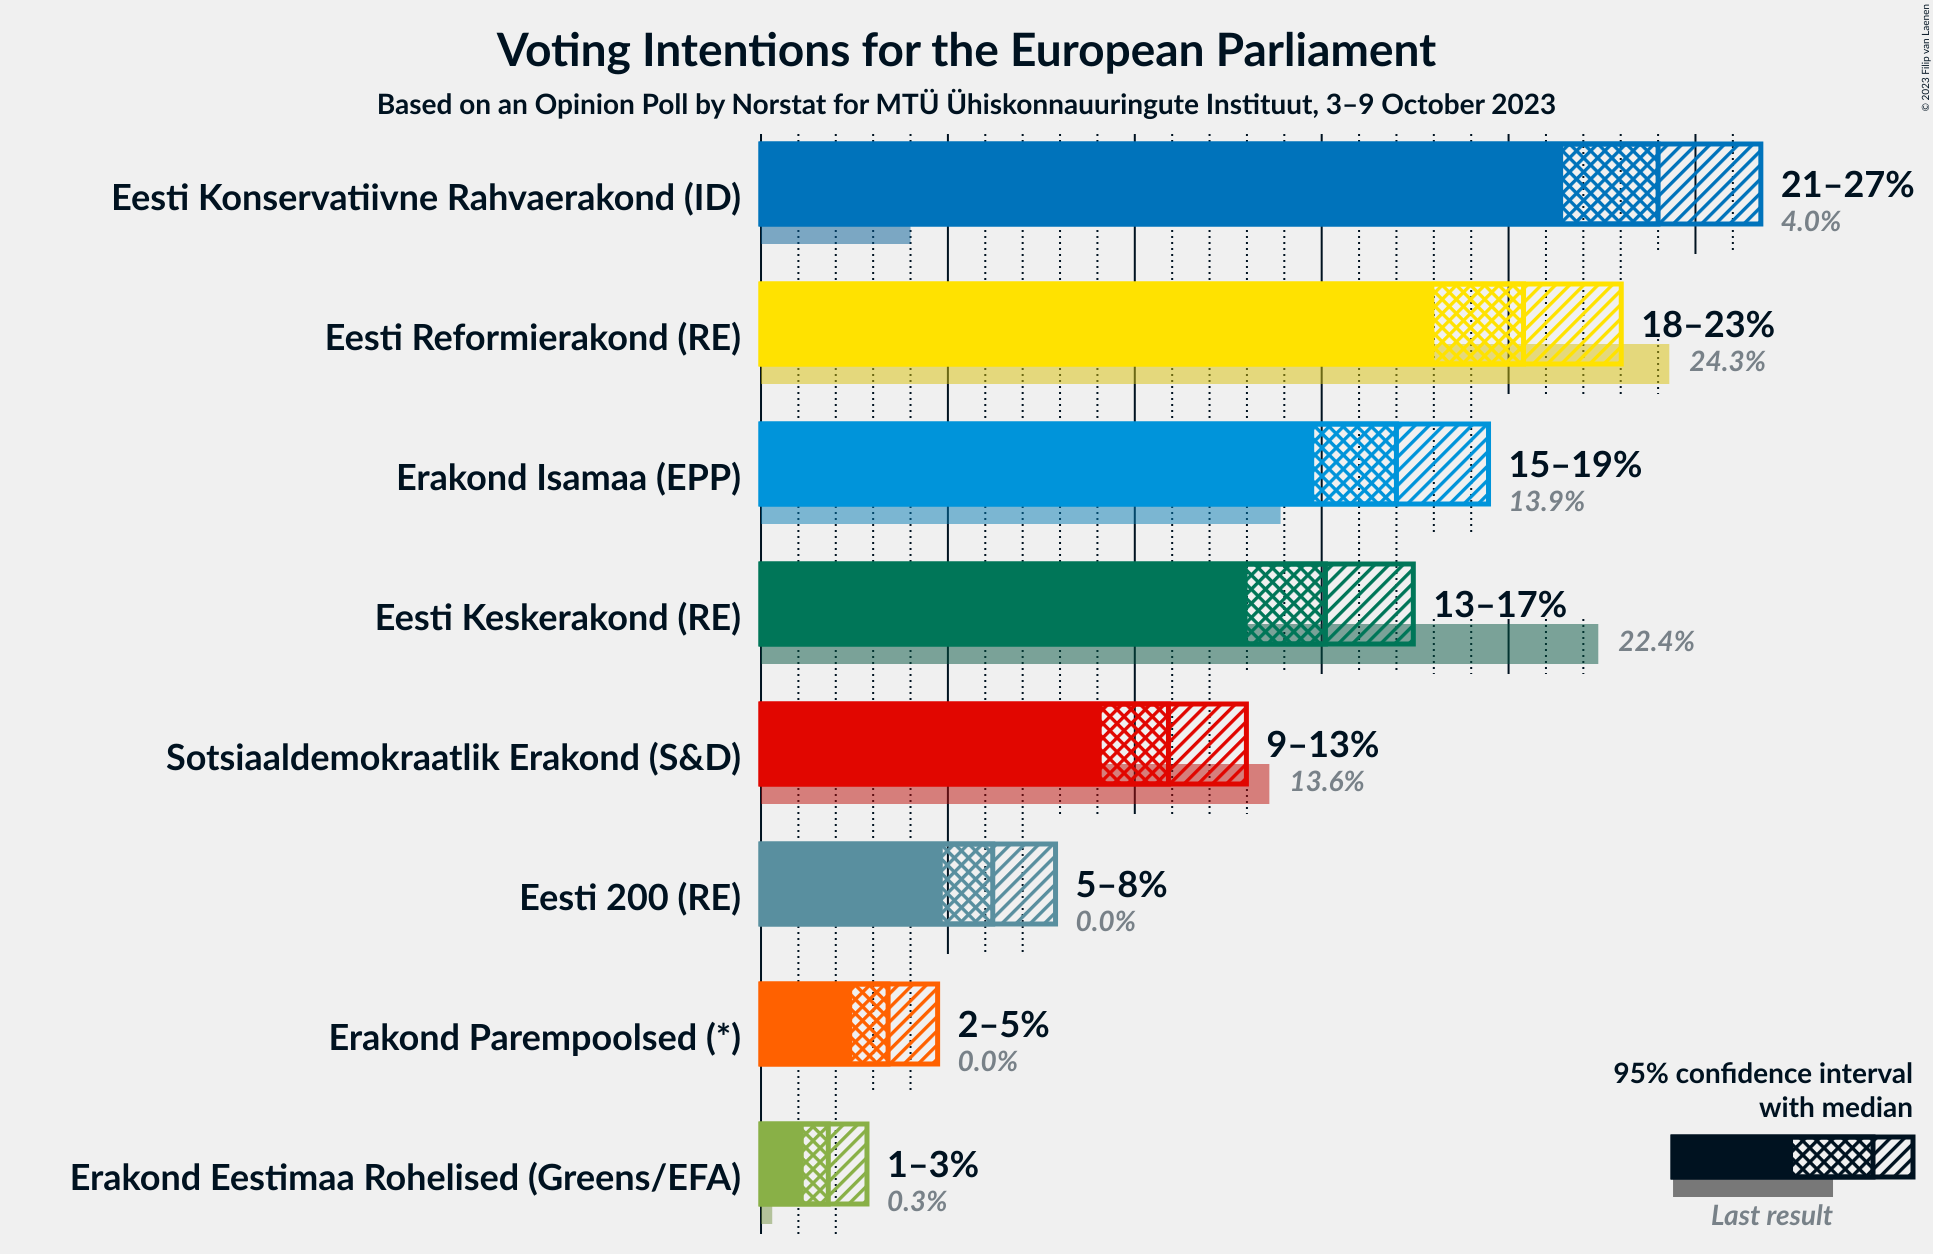 Voting Intentions for the European Parliament
Based on an Opinion Poll by Norstat for MTÜ Ühiskonnauuringute Instituut, 3–9 October 2023
© 2023 Filip van Laenen
Eesti Konservatiivne Rahvaerakond (ID)
21–27%
4.0%
Eesti Reformierakond (RE)
18–23%
24.3%
Erakond Isamaa (EPP)
15–19%
13.9%
Eesti Keskerakond (RE)
13–17%
22.4%
Sotsiaaldemokraatlik Erakond (S&D)
9–13%
13.6%
Eesti 200 (RE)
5–8%
0.0%
Erakond Parempoolsed (*)
2–5%
0.0%
Erakond Eestimaa Rohelised (Greens/EFA)
1–3%
0.3%
95% confidence interval
with median
Last result